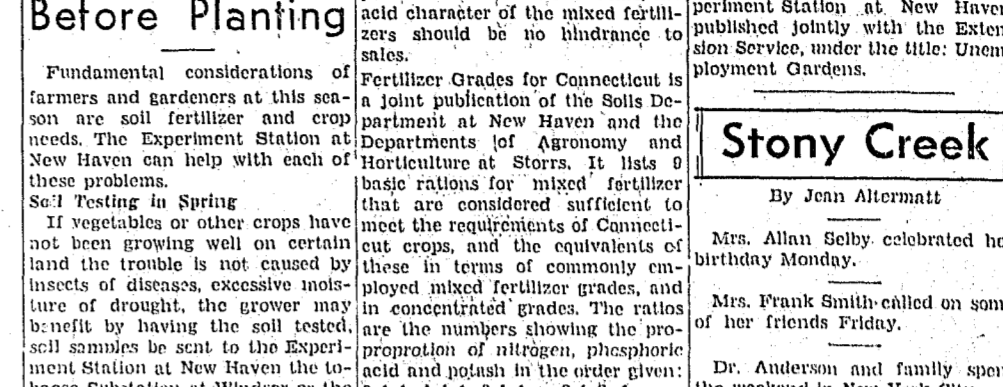 Before Planting
Fundamental considerations of
farmers and gardeners at this sea-
son are soil fertilizer and crop
needs. The Experiment Station at
New Haven can help with each of
these problems.
Soil Testing in Spring
If vegetables or other crops have
not been growing well on certain
land the trouble is not caused by
insects of diseases, excessive mois-
ture of drought, the grower may
benefit by having the soil tested,
soil samples be sent to the Experi-
ment Station at New Haven the to-
acid character of the mixed fertili-
zers should be no hindrance to
sales.
Fertilizer Grades for Connecticut is
a joint publication of the Soils De-
partment at New Haven and the
Departments of Agronomy and
Horticulture at Storrs. It lists 9
basic rations for mixed fertilizer
that are considered sufficient to
meet the requirements of Connecti-
cut crops, and the equivalents of
these in terms of commonly em-
ployed mixed fertilizer grades, and
in concentrated grades. The ratios
are the numbers showing the pro-
proprotion of nitrogen, phosphoric
acid and potash in the order given:
periment Station at New Haven
published jointly with the Exten
sion Service, under the title: Unem
ployment Gardens.
Stony Creek
By Jean Altermatt
Mrs. Allan Selby celebrated he
birthday Monday.
Mrs. Frank Smith called on som
of her friends Friday.
Dr. Anderson and family spen